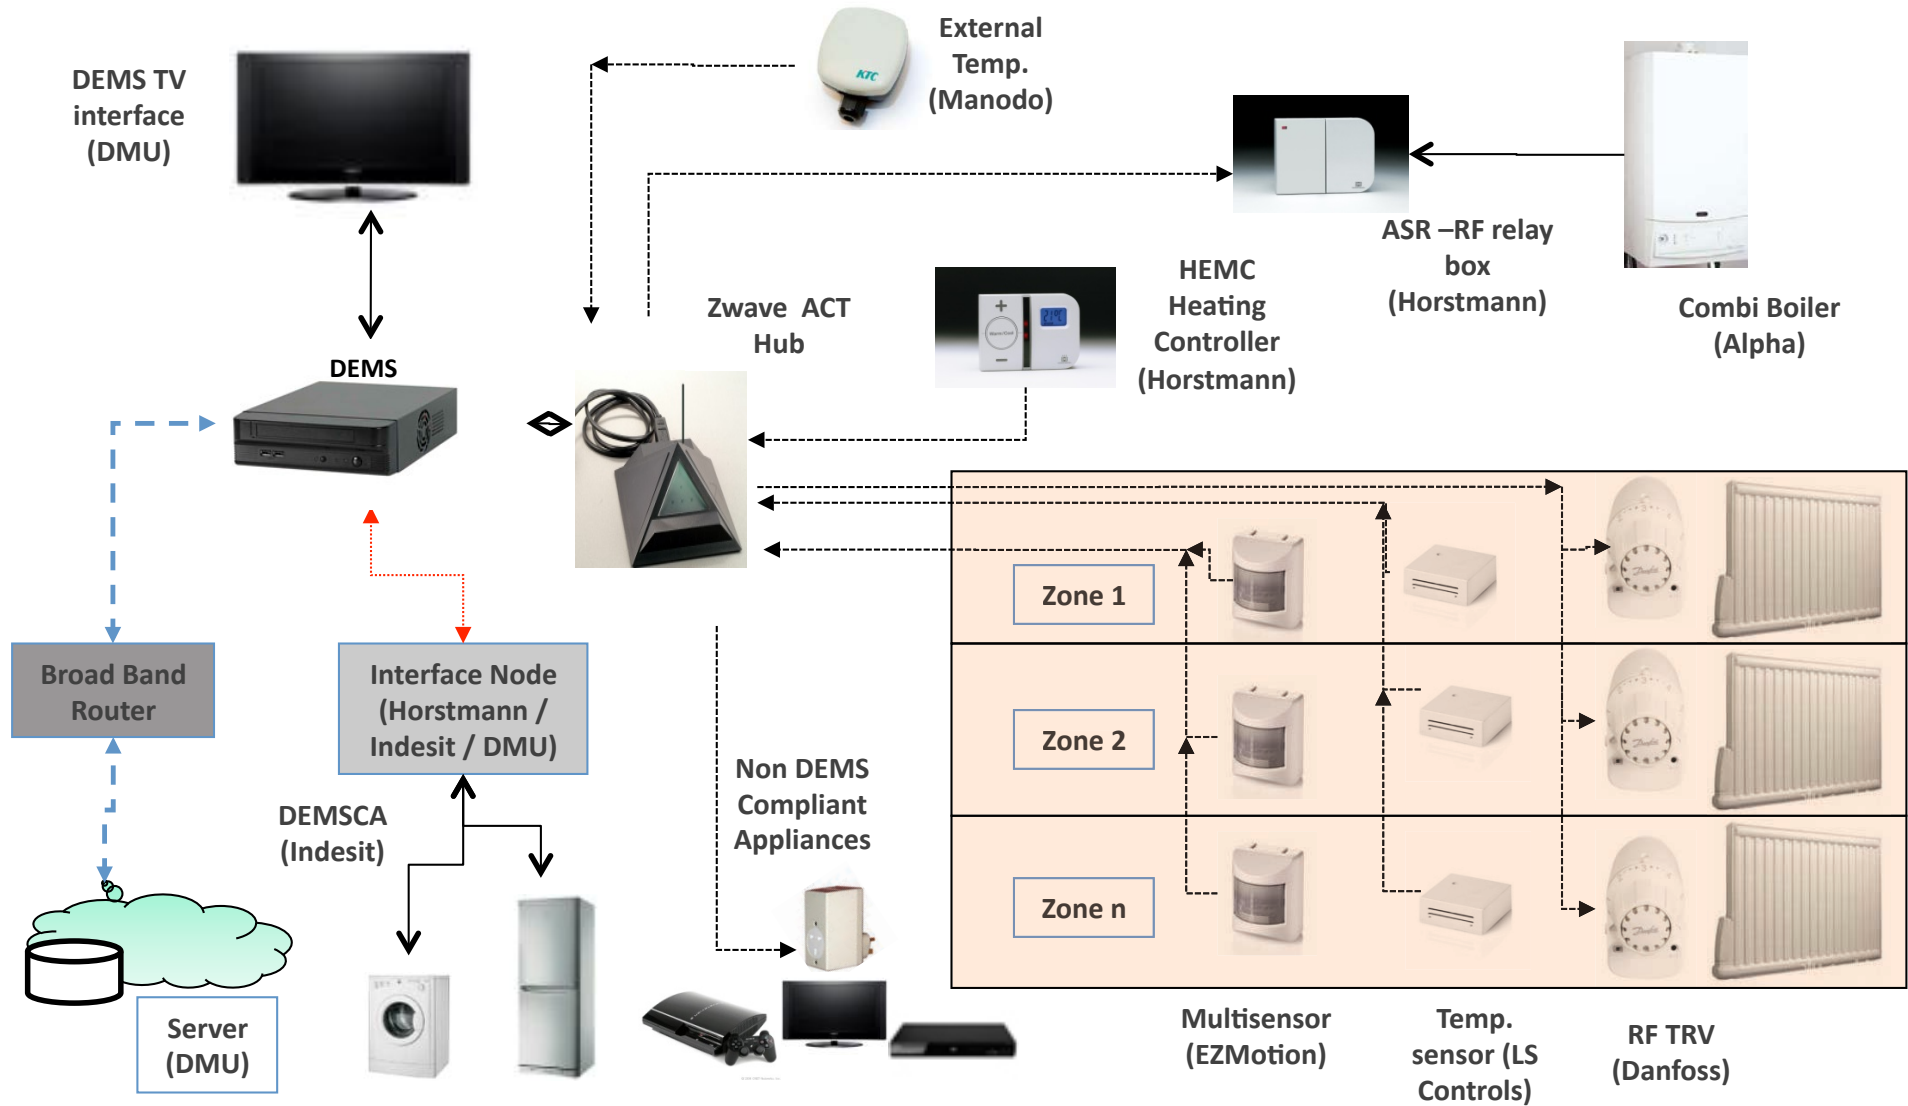 DEMS TV
interface
(DMU)
External
Temp.
(Manodo)
KTC
ASR –RF relay
box
(Horstmann)
Combi Boiler
(Alpha)
HEMC
Heating
Controller
(Horstmann)
Zwave ACT
Hub
DEMS
Broad Band
Router
Interface Node
(Horstmann /
Indesit / DMU)
DEMSCA
(Indesit)
Non DEMS
Compliant
Appliances
Server
(DMU)
Zone 1
Zone 2
Zone n
Multisensor
(EZMotion)
Temp.
sensor (LS
Controls)
RF TRV
(Danfoss)